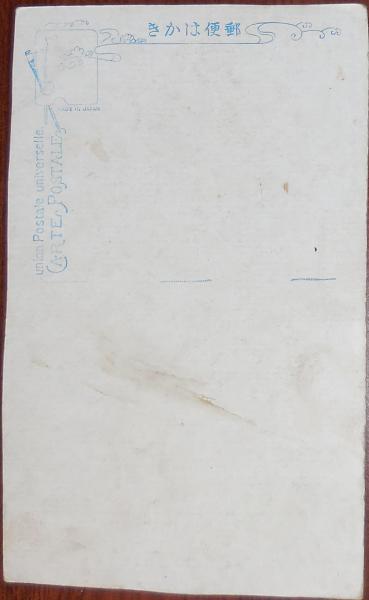 きかは便郵
MADE IN JAPAN
union Postale universelle.
CARTE POSTALE